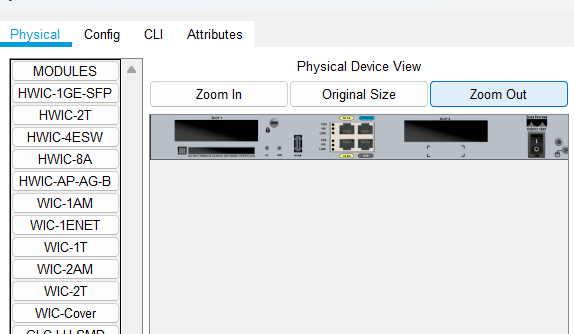 Physical Config CLI Attributes
MODULES
HWIC-1GE-SFP
HWIC-2T
HWIC-4ESW
HWIC-8A
HWIC-AP-AG-B
WIC-1AM
WIC-1ENET
WIC-1T
WIC-2AM
WIC-2T
WIC-Cover
Physical Device View
Zoom In Original Size Zoom Out